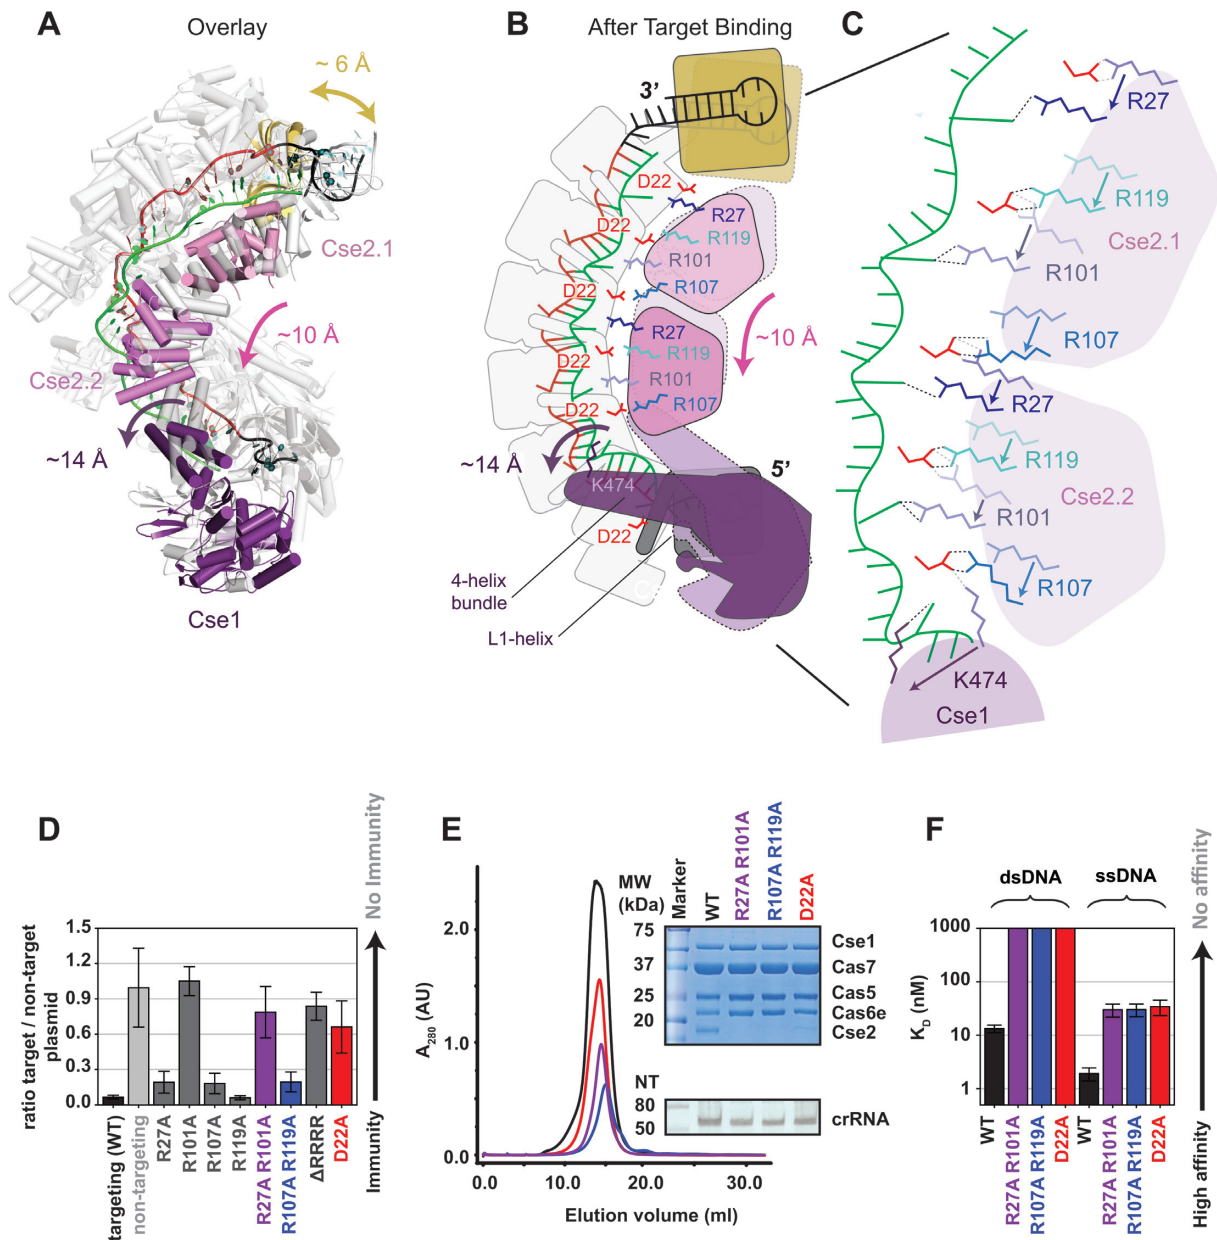 A
Overlay
~ 6 Å
Cse2.1
~10 Å
Cse2.2
~14 Å
Cse1
B
After Target Binding
3'
D22
R27
D22
R119
R101
D22
R107
R27
~10 Å
D22
R119
R101
D22
R107
~14 Å
5'
K474
D22
4-helix
bundle
L1-helix
C
R27
R119
Cse2.1
R101
R107
R27
R119
Cse2.2
R101
R107
K474
Cse1
D
No Immunity
Immunity
ratio target / non-target
plasmid
1.5
1.2
0.9
0.6
0.3
0.0
targeting (WT)
non-targeting
R27A
R101A
R107A
R119A
R27A R101A
R107A R119A
ΔRRRR
D22A
E
A280 (AU)
2.0
1.0
0.0
0.0
10.0
20.0
30.0
Elution volume (ml)
MW
(kDa)
Marker
WT
R27A R101A
R107A R119A
D22A
75
37
25
20
Cse1
Cas7
Cas5
Cas6e
Cse2
NT
80
50
crRNA
F
No affinity
High affinity
dsDNA
ssDNA
KD (nM)
1000
100
10
1
WT
R27A R101A
R107A R119A
D22A
WT
R27A R101A
R107A R119A
D22A